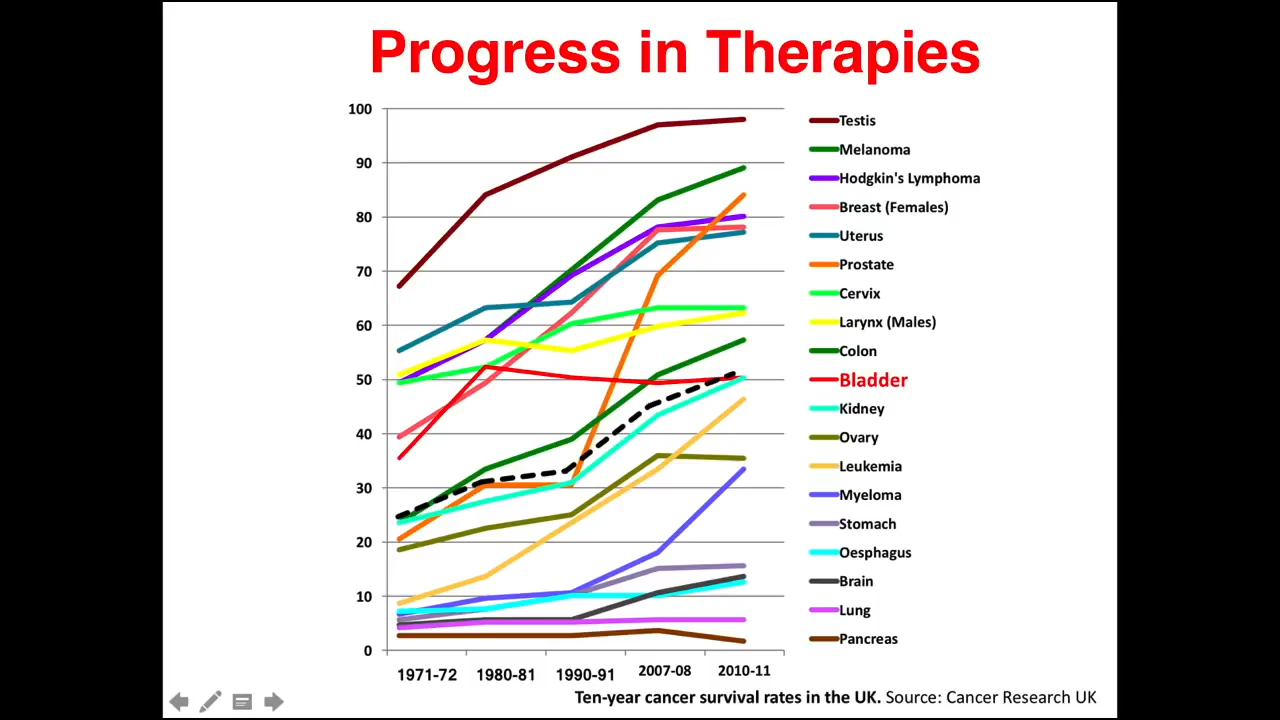 Progress in Therapies
100
90
80
70
60
50
40
30
20
10
0
1971-72 1980-81 1990-91 2007-08 2010-11
Testis
Melanoma
Hodgkin's Lymphoma
Breast (Females)
Uterus
Prostate
Cervix
Larynx (Males)
Colon
Bladder
Kidney
Ovary
Leukemia
Myeloma
Stomach
Oesphagus
Brain
Lung
Pancreas
Ten-year cancer survival rates in the UK. Source: Cancer Research UK